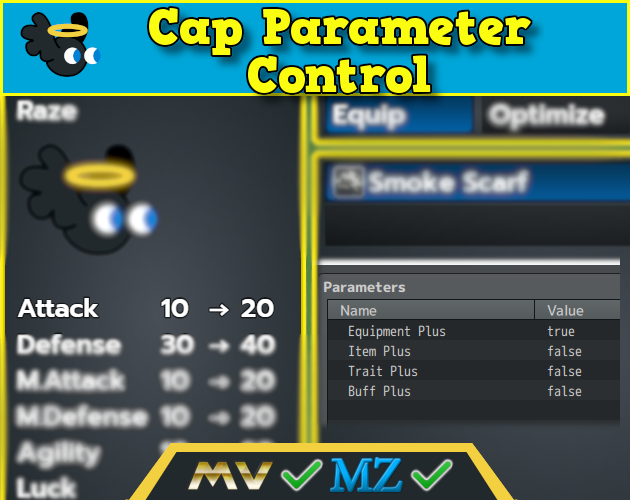 Cap Parameter
Control
Raze
Equip
Optimize
Smoke Scarf
Attack 10 → 20
Defense 30 → 40
M.Attack 10 → 20
M.Defense 10 → 20
Agility
Luck
Parameters
Name Value
Equipment Plus true
Item Plus false
Trait Plus false
Buff Plus false
MV MZ